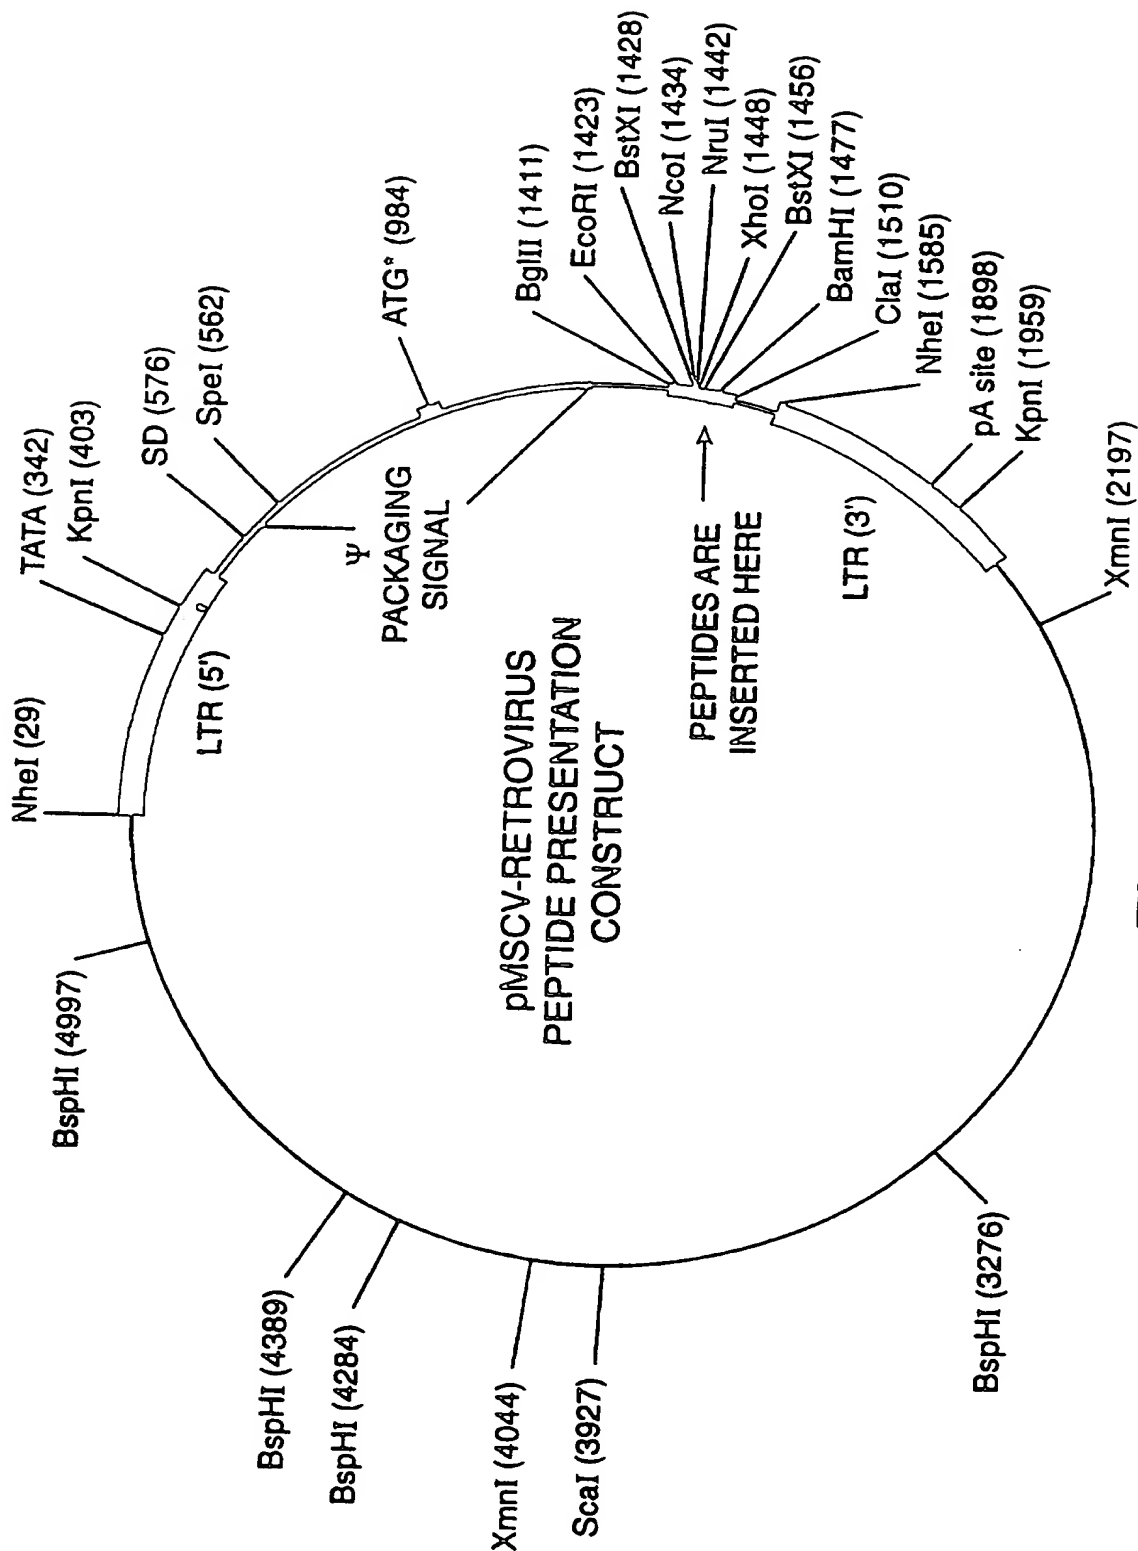 NheI (29)
TATA (342)
KpnI (403)
SD (576)
SpeI (562)
ATG* (984)
BglII (1411)
EcoRI (1423)
BstXI (1428)
NcoI (1434)
NruI (1442)
XhoI (1448)
BstXI (1456)
BamHI (1477)
ClaI (1510)
NheI (1585)
pA site (1898)
KpnI (1959)
XmnI (2197)
BspHI (3276)
ScaI (3927)
XmnI (4044)
BspHI (4284)
BspHI (4389)
BspHI (4997)
LTR (5')
Ψ
PACKAGING
SIGNAL
PEPTIDES ARE
INSERTED HERE
LTR (3')
pMSCV-RETROVIRUS
PEPTIDE PRESENTATION
CONSTRUCT